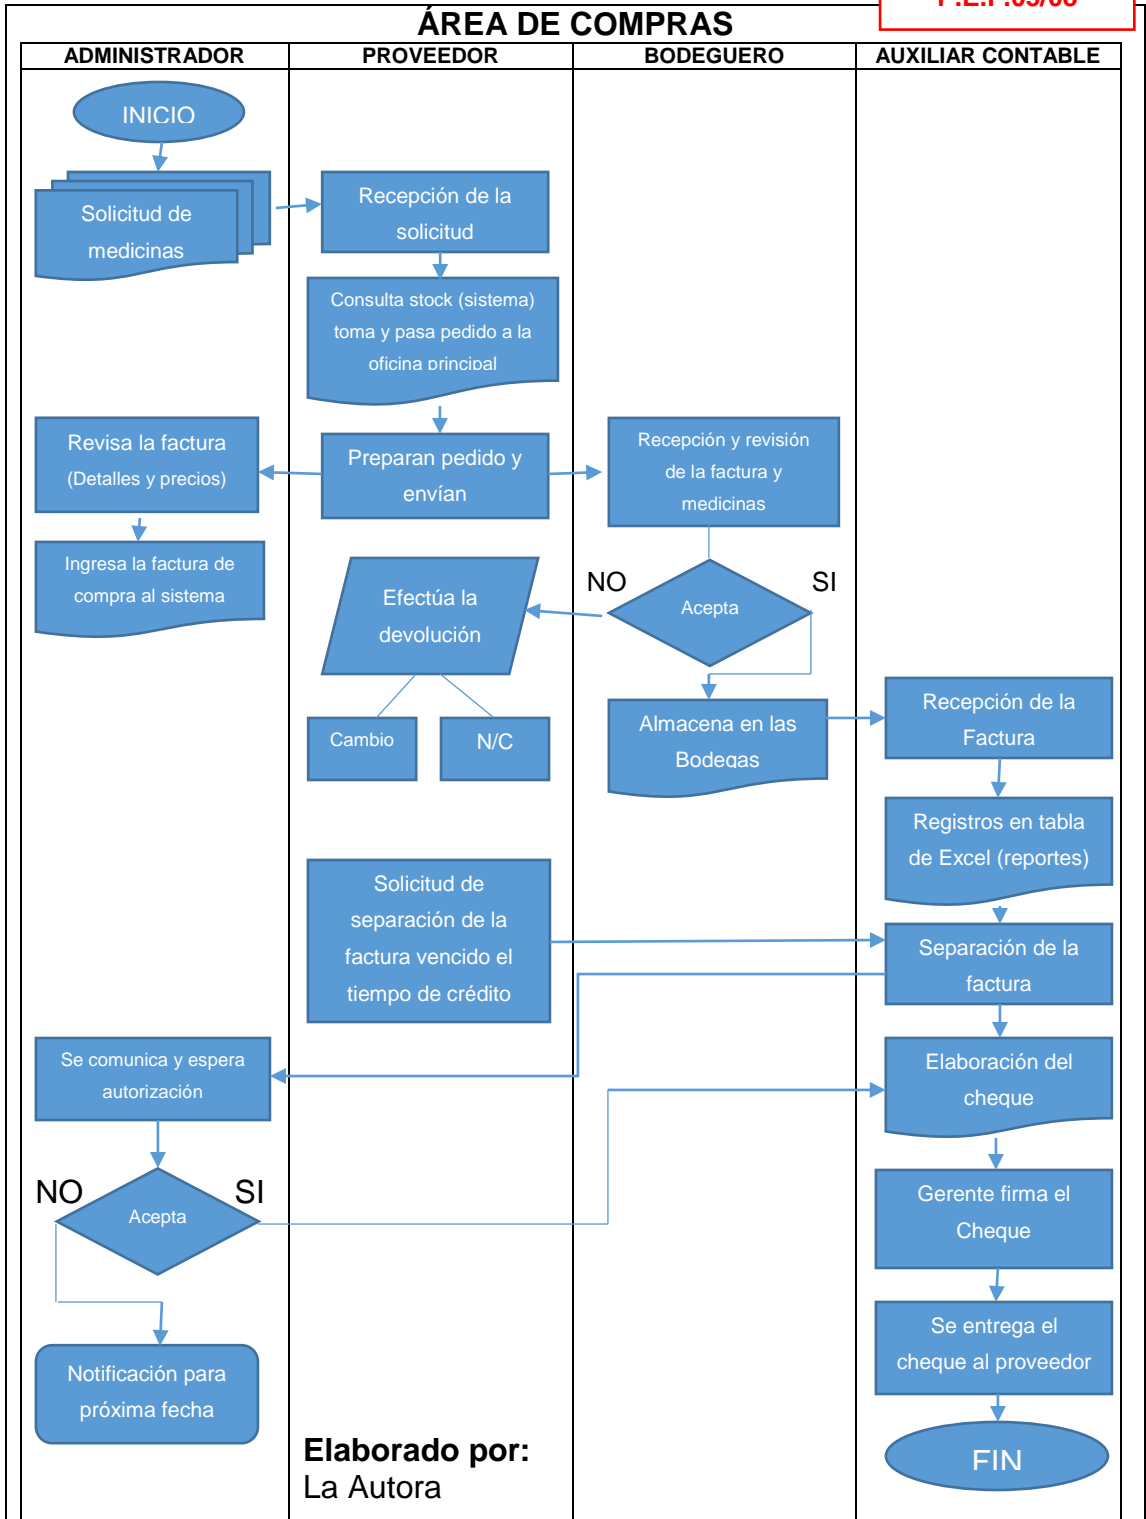 P.E.P.05/08
ÁREA DE COMPRAS
ADMINISTRADOR
PROVEEDOR
BODEGUERO
AUXILIAR CONTABLE
INICIO
Solicitud de
medicinas
Recepción de la
solicitud
Consulta stock (sistema)
toma y pasa pedido a la
oficina principal
Revisa la factura
(Detalles y precios)
Preparan pedido y
envían
Recepción y revisión
de la factura y
medicinas
Ingresa la factura de
compra al sistema
Efectúa la
devolución
NO
SI
Acepta
Cambio
N/C
Almacena en las
Bodegas
Recepción de la
Factura
Registros en tabla
de Excel (reportes)
Solicitud de
separación de la
factura vencido el
tiempo de crédito
Separación de la
factura
Se comunica y espera
autorización
Elaboración del
cheque
NO
SI
Acepta
Gerente firma el
Cheque
Se entrega el
cheque al proveedor
Notificación para
próxima fecha
FIN
Elaborado por:
La Autora